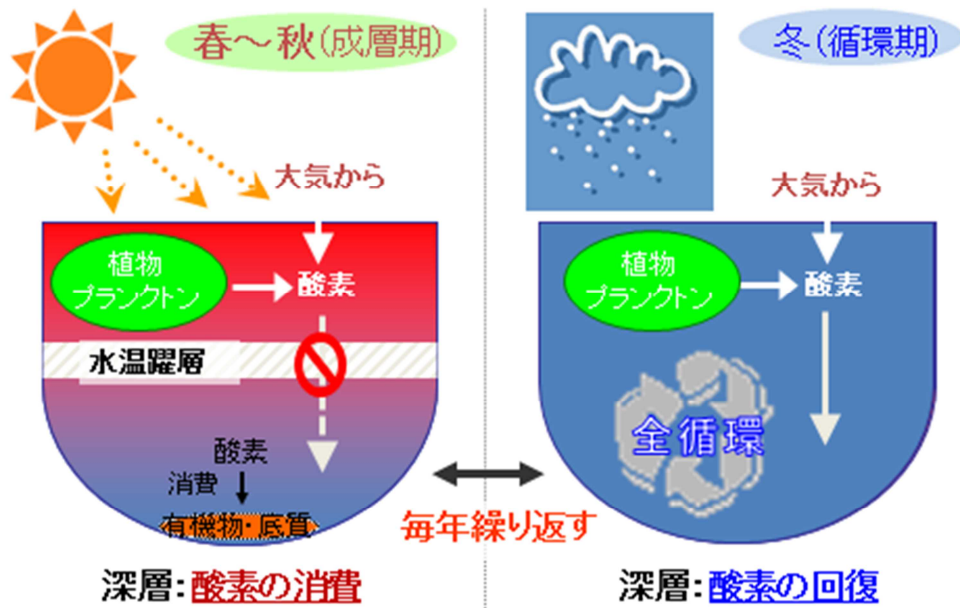 春～秋(成層期)
大気から
植物
プランクトン
酸素
水温躍層
酸素
消費
有機物・底質
深層:酸素の消費
冬(循環期)
大気から
植物
プランクトン
酸素
全循環
毎年繰り返す
深層:酸素の回復